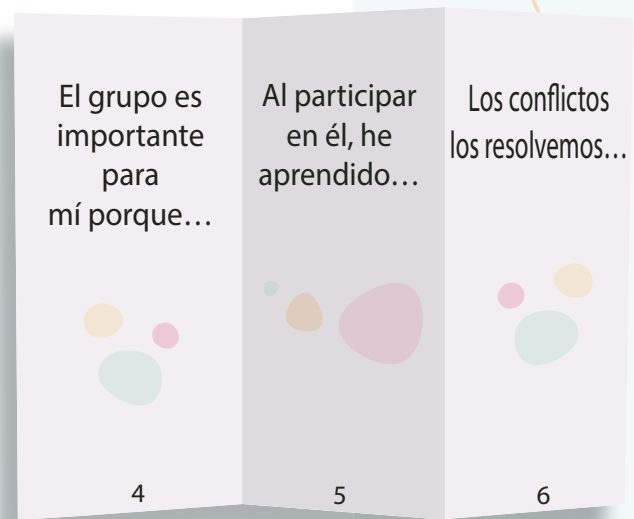 El grupo es
importante
para
mí porque…
4
Al participar
en él, he
aprendido…
5
Los conflictos
los resolvemos…
6